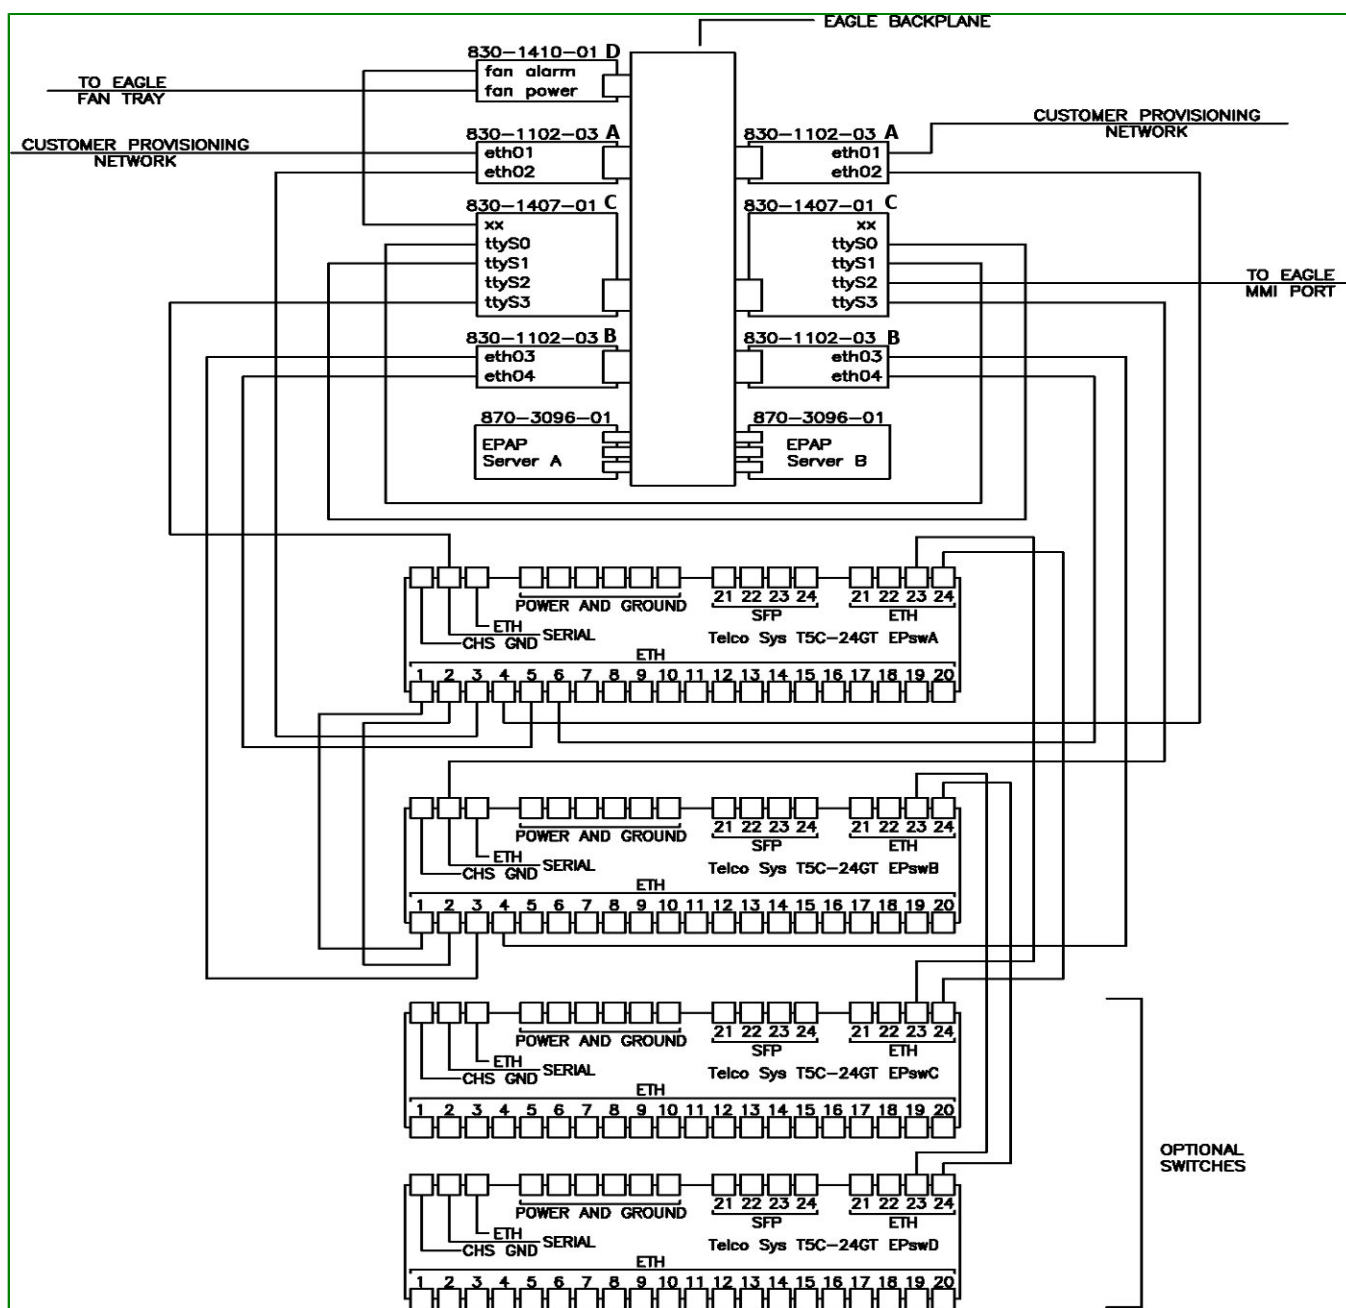 EAGLE BACKPLANE
830-1410-01 D
fan alarm
fan power
TO EAGLE
FAN TRAY
CUSTOMER PROVISIONING
NETWORK
830-1102-03 A
eth01
eth02
830-1102-03 A
eth01
eth02
CUSTOMER PROVISIONING
NETWORK
830-1407-01 C
xx
ttyS0
ttyS1
ttyS2
ttyS3
830-1407-01 C
xx
ttyS0
ttyS1
ttyS2
ttyS3
TO EAGLE
MMI PORT
830-1102-03 B
eth03
eth04
830-1102-03 B
eth03
eth04
870-3096-01
EPAP
Server A
870-3096-01
EPAP
Server B
POWER AND GROUND
21 22 23 24
SFP
21 22 23 24
ETH
ETH
SERIAL
CHS GND
Telco Sys T5C-24GT EPswA
ETH
1 2 3 4 5 6 7 8 9 10 11 12 13 14 15 16 17 18 19 20
POWER AND GROUND
21 22 23 24
SFP
21 22 23 24
ETH
ETH
SERIAL
CHS GND
Telco Sys T5C-24GT EPswB
ETH
1 2 3 4 5 6 7 8 9 10 11 12 13 14 15 16 17 18 19 20
POWER AND GROUND
21 22 23 24
SFP
21 22 23 24
ETH
ETH
SERIAL
CHS GND
Telco Sys T5C-24GT EPswC
ETH
1 2 3 4 5 6 7 8 9 10 11 12 13 14 15 16 17 18 19 20
OPTIONAL
SWITCHES
POWER AND GROUND
21 22 23 24
SFP
21 22 23 24
ETH
ETH
SERIAL
CHS GND
Telco Sys T5C-24GT EPswD
ETH
1 2 3 4 5 6 7 8 9 10 11 12 13 14 15 16 17 18 19 20